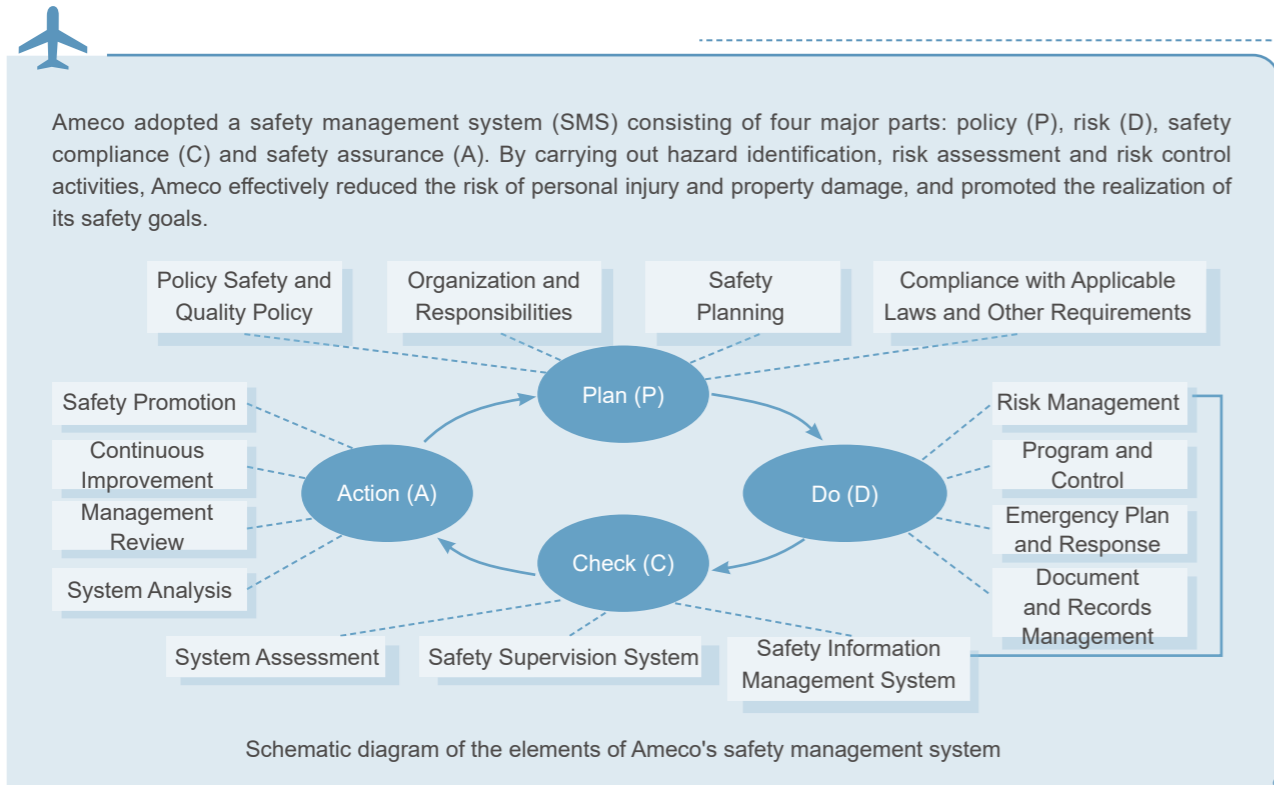 Ameco adopted a safety management system (SMS) consisting of four major parts: policy (P), risk (D), safety
compliance (C) and safety assurance (A). By carrying out hazard identification, risk assessment and risk control
activities, Ameco effectively reduced the risk of personal injury and property damage, and promoted the realization of
its safety goals.
Policy Safety and
Quality Policy
Organization and
Responsibilities
Safety
Planning
Compliance with Applicable
Laws and Other Requirements
Plan (P)
Safety Promotion
Continuous
Improvement
Management
Review
System Analysis
Action (A)
Do (D)
Risk Management
Program and
Control
Emergency Plan
and Response
Document
and Records
Management
Check (C)
System Assessment
Safety Supervision System
Safety Information
Management System
Schematic diagram of the elements of Ameco's safety management system